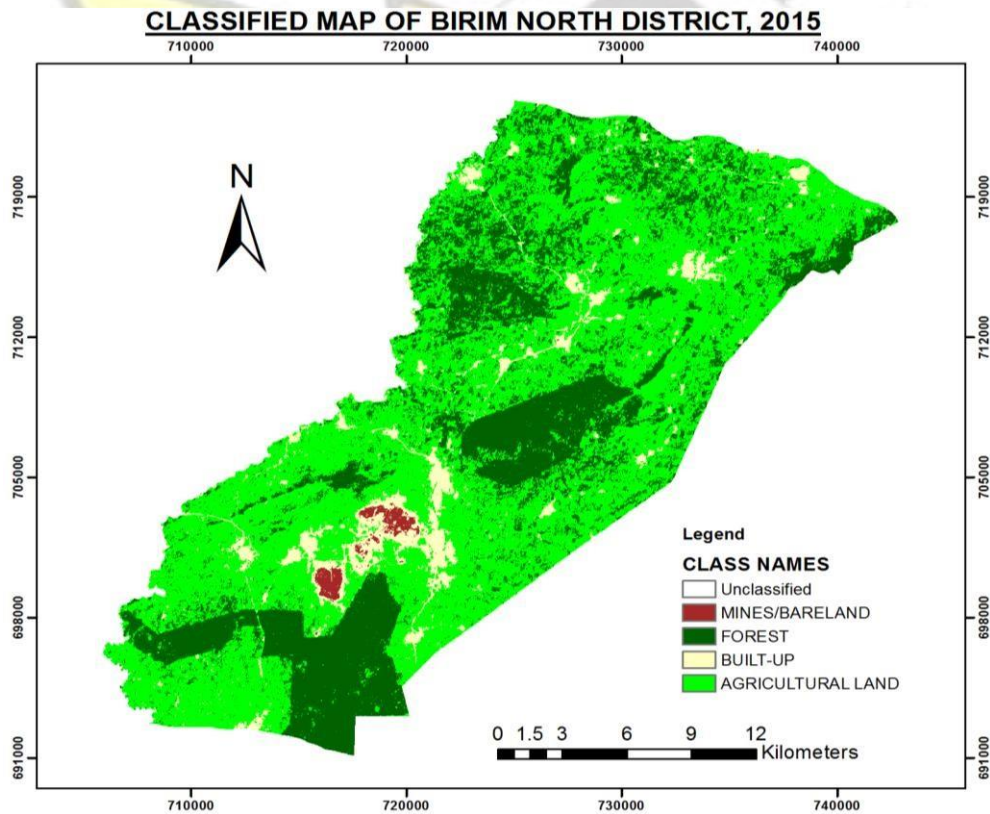 CLASSIFIED MAP OF BIRIM NORTH DISTRICT, 2015
710000 720000 730000 740000
N
719000 719000
712000 712000
705000 705000
Legend
CLASS NAMES
Unclassified
MINES/BARELAND
698000 698000
FOREST
BUILT-UP
AGRICULTURAL LAND
0 1.5 3 6 9 12
Kilometers
691000 691000
710000 720000 730000 740000